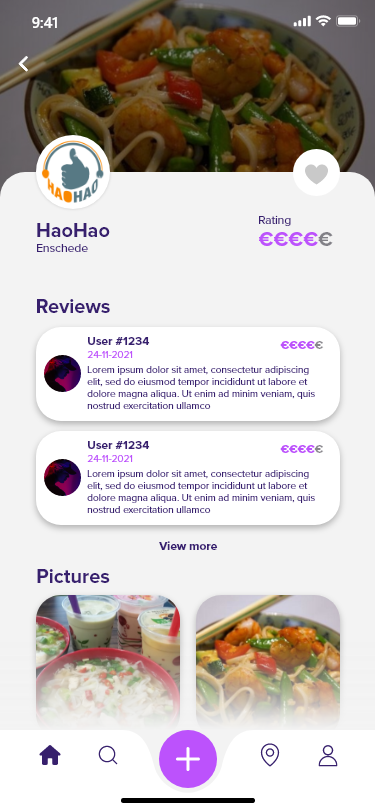 9:41
HAOHAO
HaoHao
Enschede
Rating
€€€€€
Reviews
User #1234
€€€€€
24-11-2021
Lorem ipsum dolor sit amet, consectetur adipiscing
elit, sed do eiusmod tempor incididunt ut labore et
dolore magna aliqua. Ut enim ad minim veniam, quis
nostrud exercitation ullamco
User #1234
€€€€€
24-11-2021
Lorem ipsum dolor sit amet, consectetur adipiscing
elit, sed do eiusmod tempor incididunt ut labore et
dolore magna aliqua. Ut enim ad minim veniam, quis
nostrud exercitation ullamco
View more
Pictures